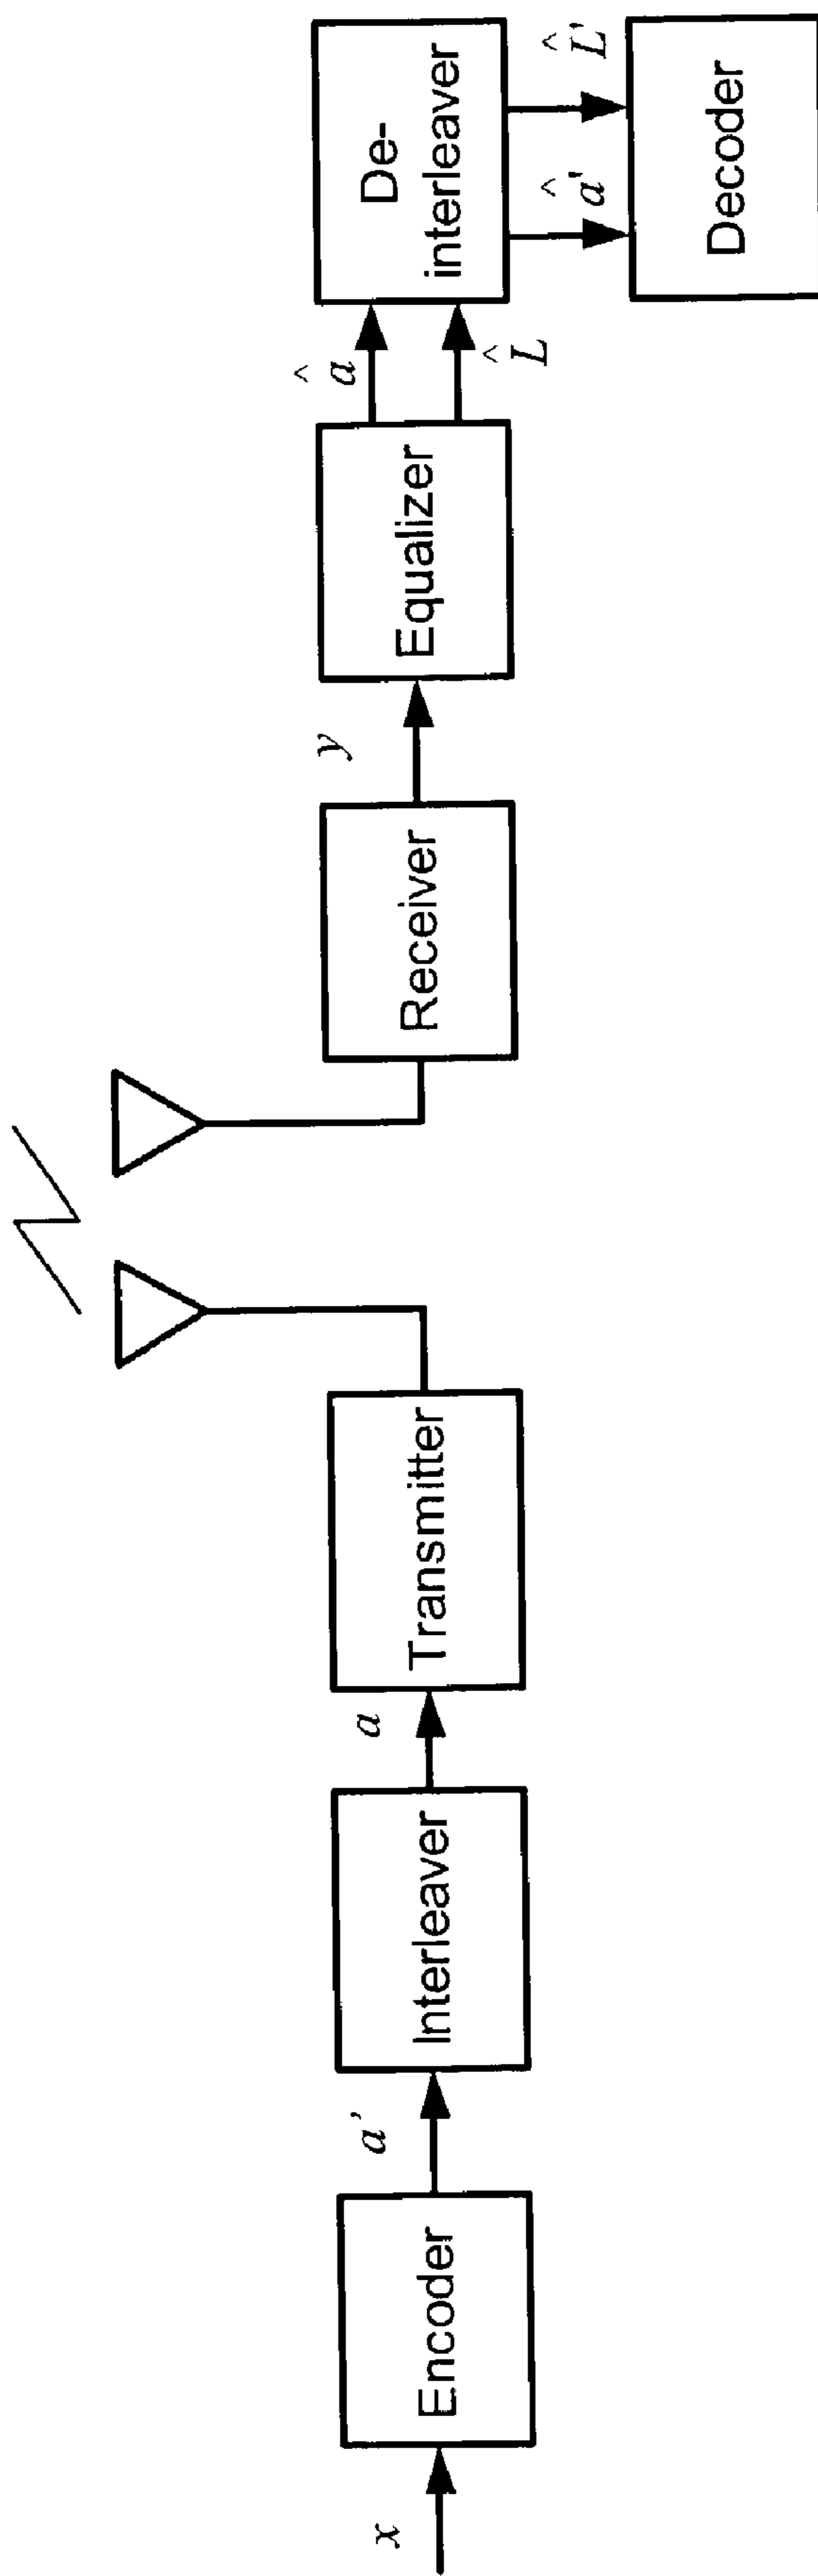 x
Encoder
a'
Interleaver
a
Transmitter
Receiver
y
Equalizer
â
L̂
De-
interleaver
â'
L̂'
Decoder